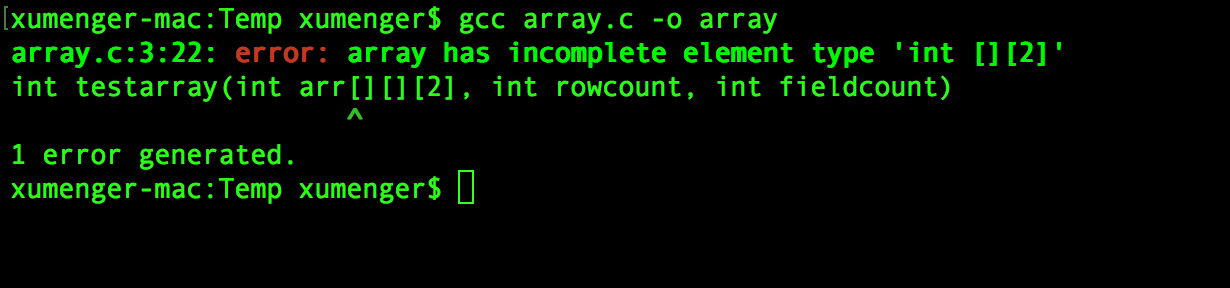 [xumenger-mac:Temp xumenger$ gcc array.c -o array
array.c:3:22: error: array has incomplete element type 'int [][2]'
int testarray(int arr[][][2], int rowcount, int fieldcount)
^
1 error generated.
xumenger-mac:Temp xumenger$